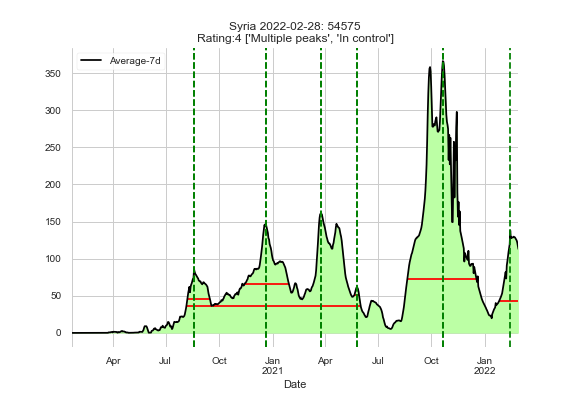 Syria 2022-02-28: 54575
Rating:4 ['Multiple peaks', 'In control']
Average-7d
350
300
250
200
150
100
50
0
Apr Jul Oct Jan Apr Jul Oct Jan
2021 2022
Date